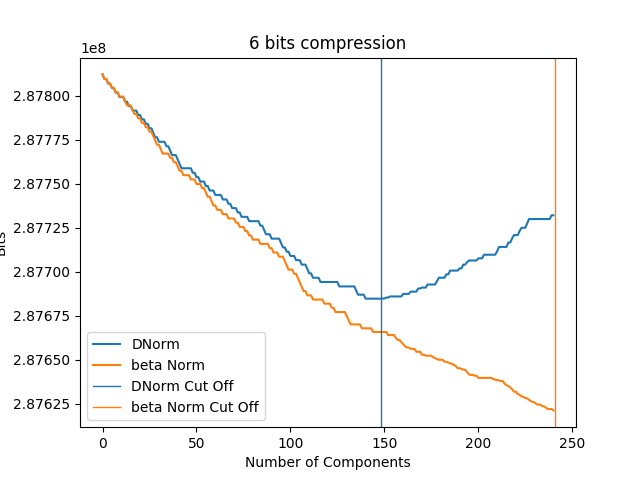 6 bits compression
1e8
2.87800
2.87775
2.87750
2.87725
2.87700
2.87675
2.87650
2.87625
Bits
DNorm
beta Norm
DNorm Cut Off
beta Norm Cut Off
0 50 100 150 200 250
Number of Components